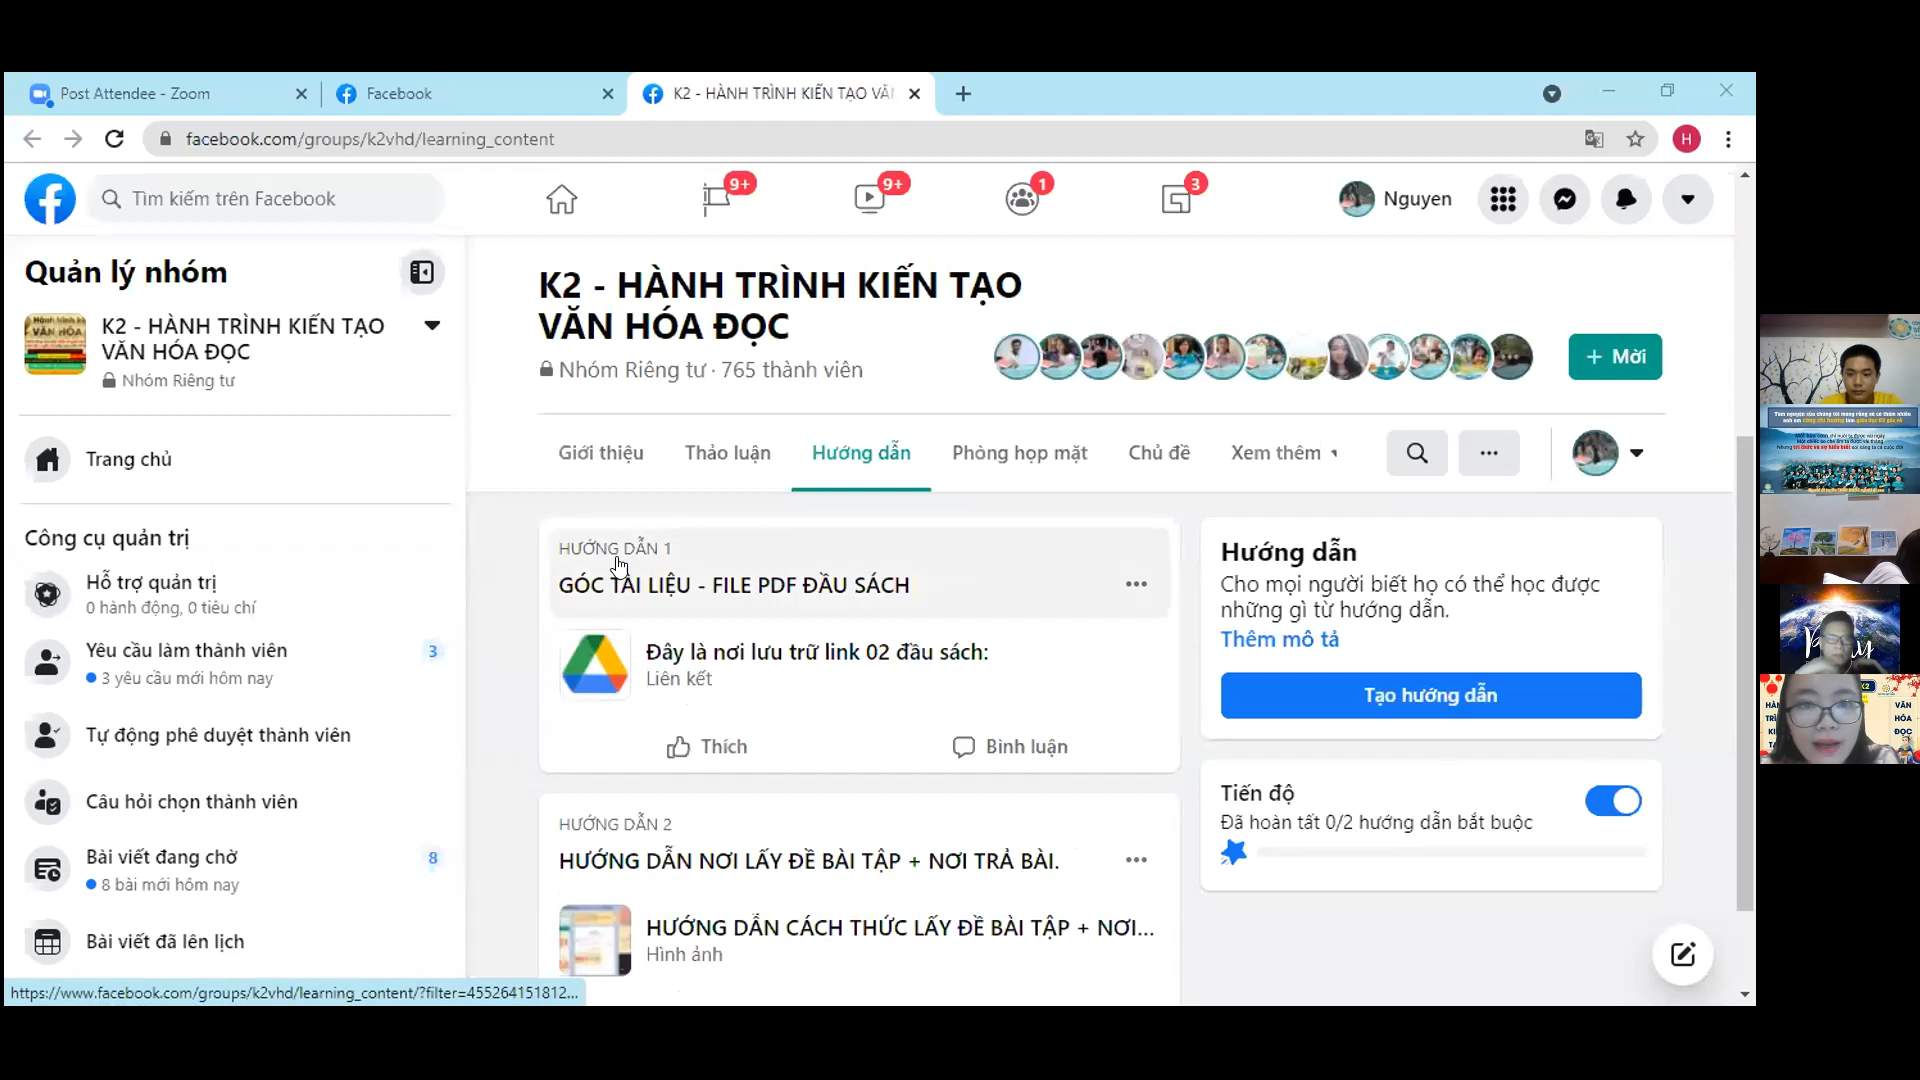 Post Attendee - Zoom
Facebook
K2 - HÀNH TRÌNH KIẾN TẠO VĂN
facebook.com/groups/k2vhd/learning_content
H
Tìm kiếm trên Facebook
9+
9+
1
3
Nguyen
Quản lý nhóm
K2 - HÀNH TRÌNH KIẾN TẠO
VĂN HÓA ĐỌC
Nhóm Riêng tư
Trang chủ
Công cụ quản trị
Hỗ trợ quản trị
0 hành động, 0 tiêu chí
Yêu cầu làm thành viên
3
3 yêu cầu mới hôm nay
Tự động phê duyệt thành viên
Câu hỏi chọn thành viên
Bài viết đang chờ
8
8 bài mới hôm nay
Bài viết đã lên lịch
https://www.facebook.com/groups/k2vhd/learning_content/?filter=455264151812...
K2 - HÀNH TRÌNH KIẾN TẠO
VĂN HÓA ĐỌC
Nhóm Riêng tư · 765 thành viên
+ Mời
Giới thiệu
Thảo luận
Hướng dẫn
Phòng họp mặt
Chủ đề
Xem thêm
HƯỚNG DẪN 1
GÓC TÀI LIỆU - FILE PDF ĐẦU SÁCH
Đây là nơi lưu trữ link 02 đầu sách:
Liên kết
Thích
Bình luận
HƯỚNG DẪN 2
HƯỚNG DẪN NƠI LẤY ĐỀ BÀI TẬP + NƠI TRẢ BÀI.
HƯỚNG DẪN CÁCH THỨC LẤY ĐỀ BÀI TẬP + NƠI...
Hình ảnh
Hướng dẫn
Cho mọi người biết họ có thể học được
những gì từ hướng dẫn.
Thêm mô tả
Tạo hướng dẫn
Tiến độ
Đã hoàn tất 0/2 hướng dẫn bắt buộc
K2
VĂN
HÓA
ĐỌC